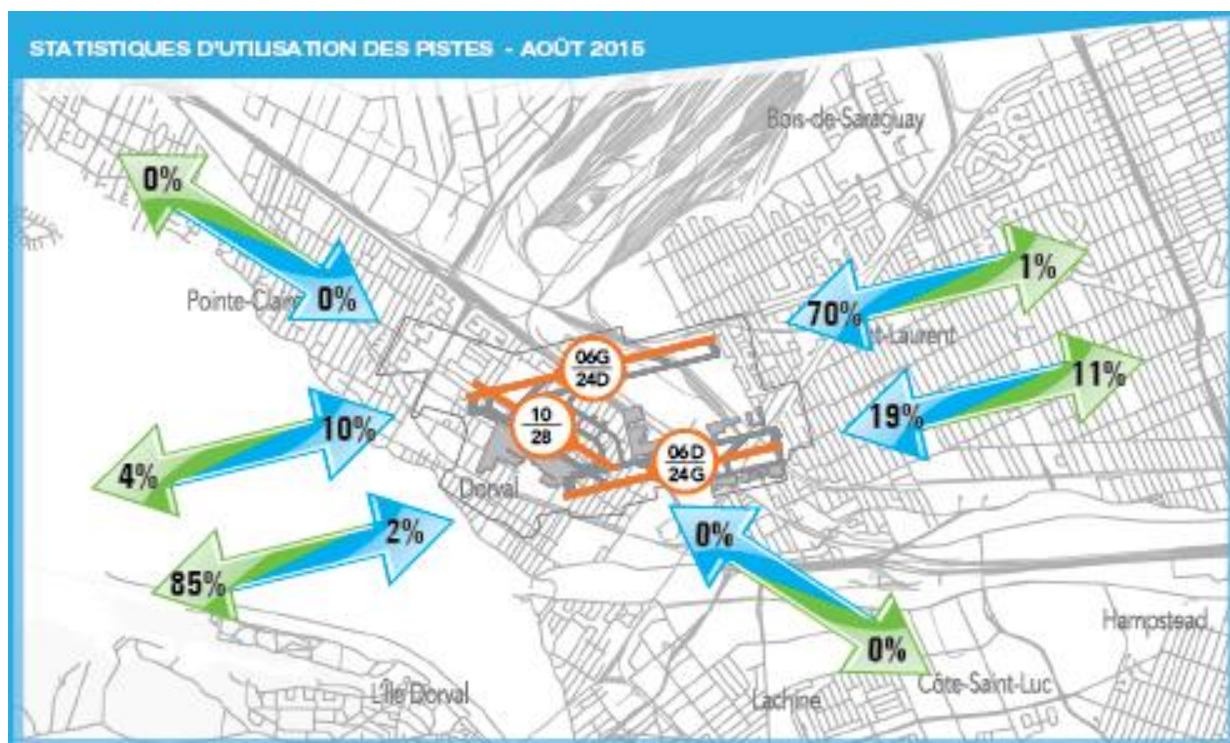 STATISTIQUES D'UTILISATION DES PISTES - AOÛT 2015
Bois-de-Saraguay
0%
0%
Pointe-Clair
1%
70%
t-Laurent
11%
19%
06G
24D
10
28
06D
24G
10%
4%
Dorval
2%
85%
0%
0%
Hampstead
L'Île Dorval
Lachine
Côte-Saint-Luc